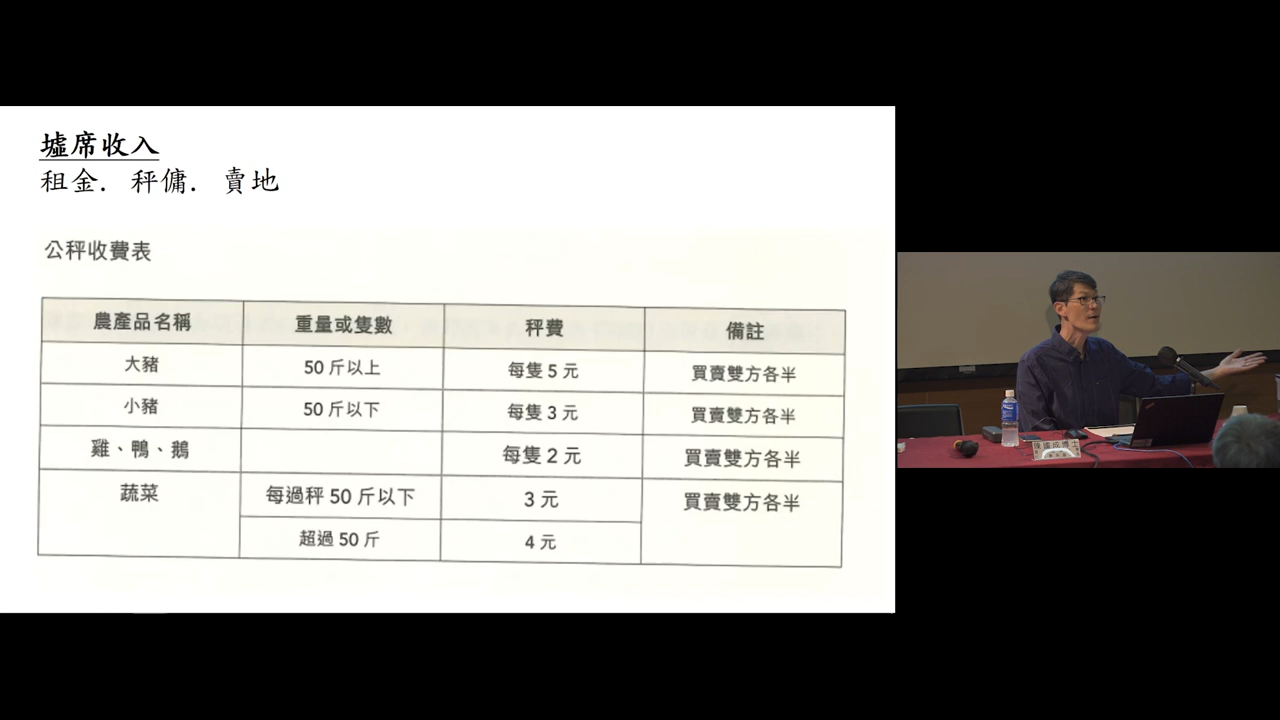 墟席收入
租金. 秤傭. 賣地
公秤收費表
農產品名稱 重量或隻數 秤費 備註
大豬 50 斤以上 每隻 5 元 買賣雙方各半
小豬 50 斤以下 每隻 3 元 買賣雙方各半
雞、鴨、鵝 每隻 2 元 買賣雙方各半
蔬菜 每過秤 50 斤以下 3 元 買賣雙方各半
超過 50 斤 4 元
成博士